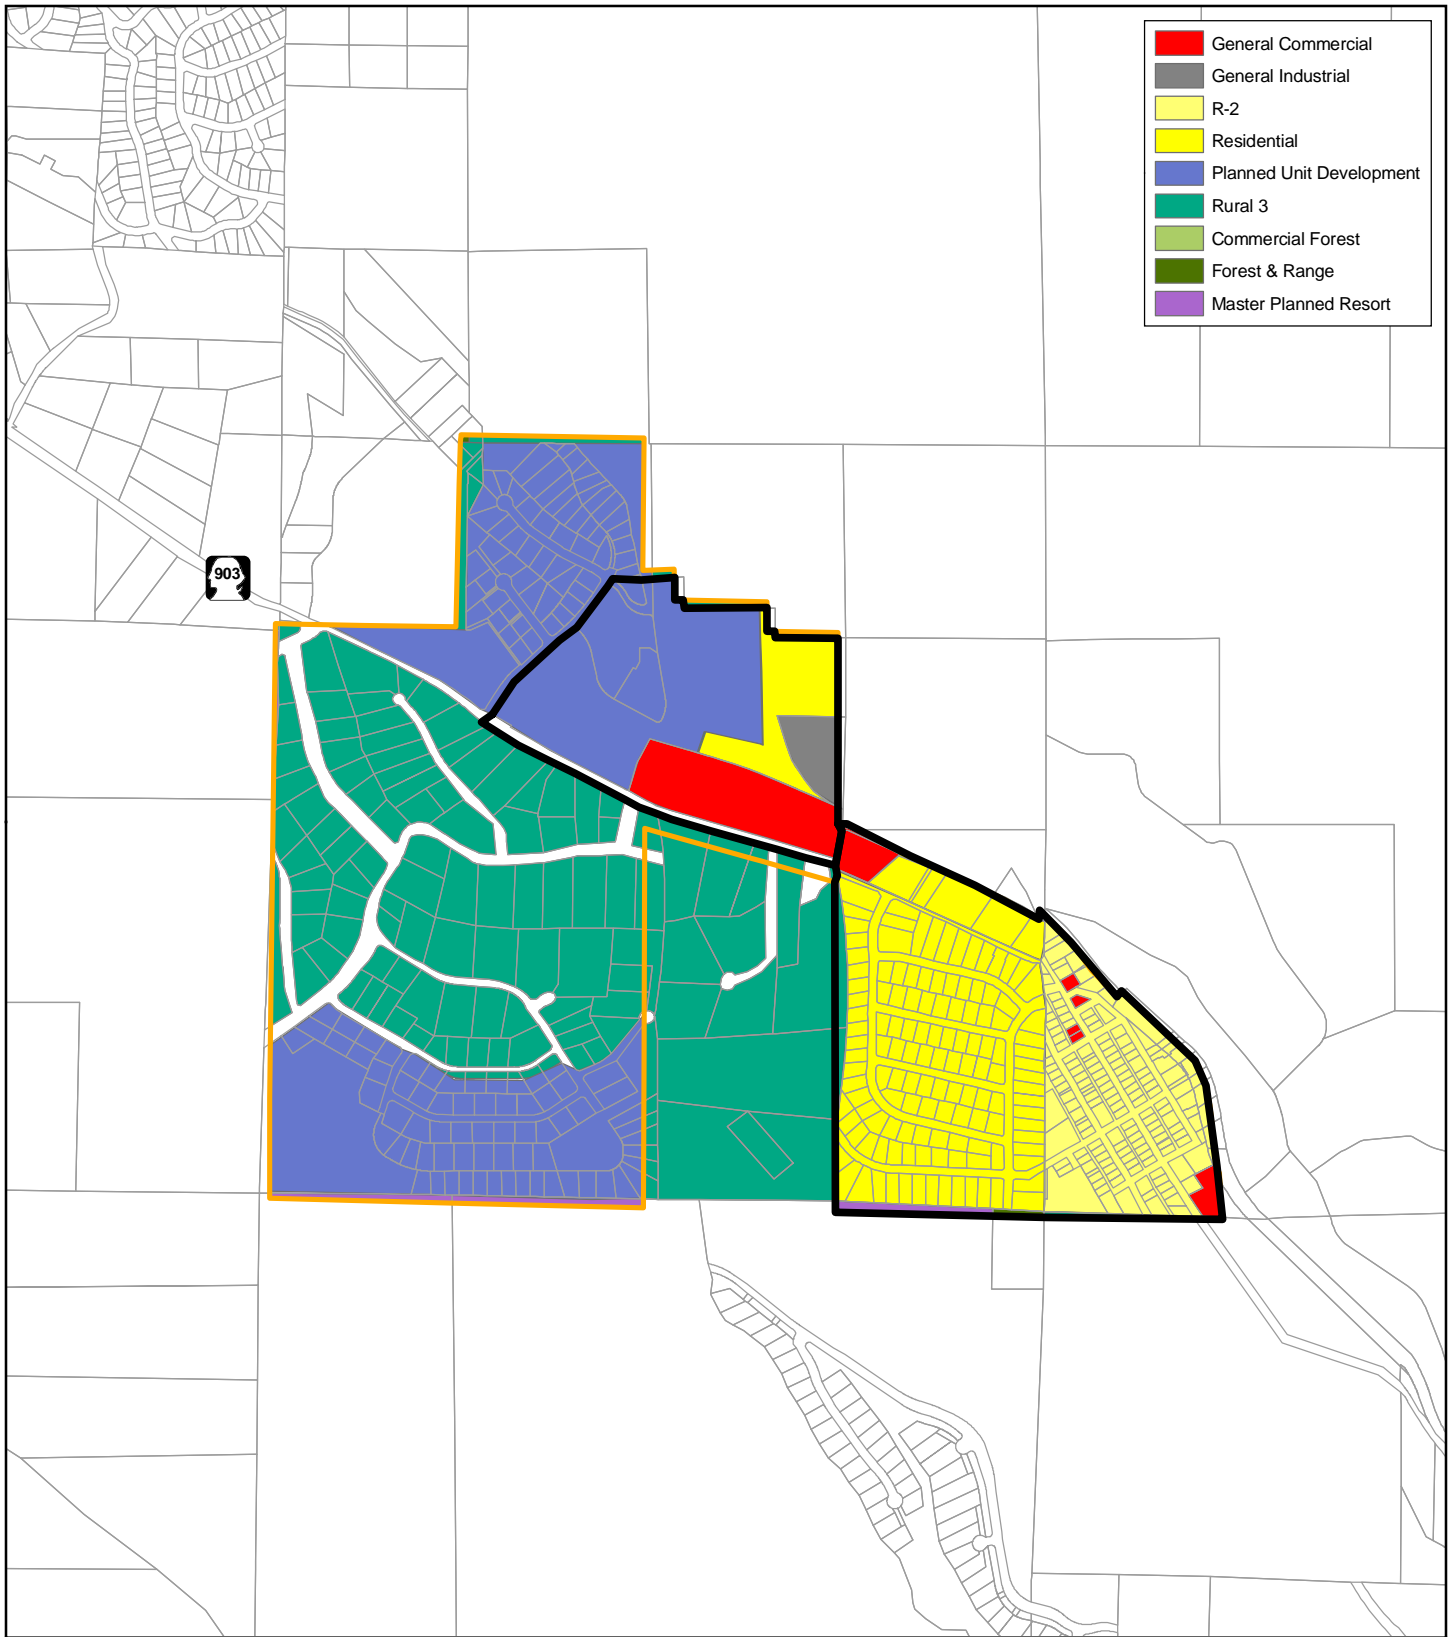 General Commercial
General Industrial
R-2
Residential
Planned Unit Development
Rural 3
Commercial Forest
Forest & Range
Master Planned Resort
903